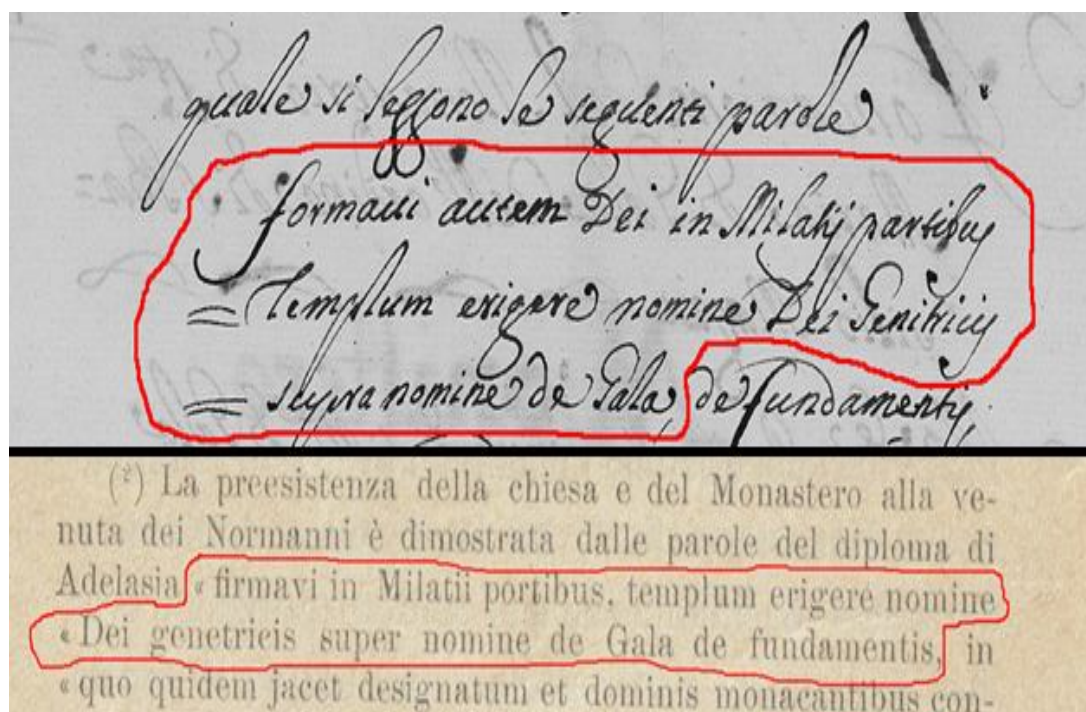 quale si leggono le seguenti parole
formaui autem Dei in Milatij partibus
= Templum erigere nomine Dei Genitricis
= supra nomine de Gala, de fundamentis,
(²) La preesistenza della chiesa e del Monastero alla ve-
nuta dei Normanni è dimostrata dalle parole del diploma di
Adelasia « firmavi in Milatii portibus, templum erigere nomine
« Dei genetricis super nomine de Gala de fundamentis, in
« quo quidem jacet designatum et dominis monacantibus con-